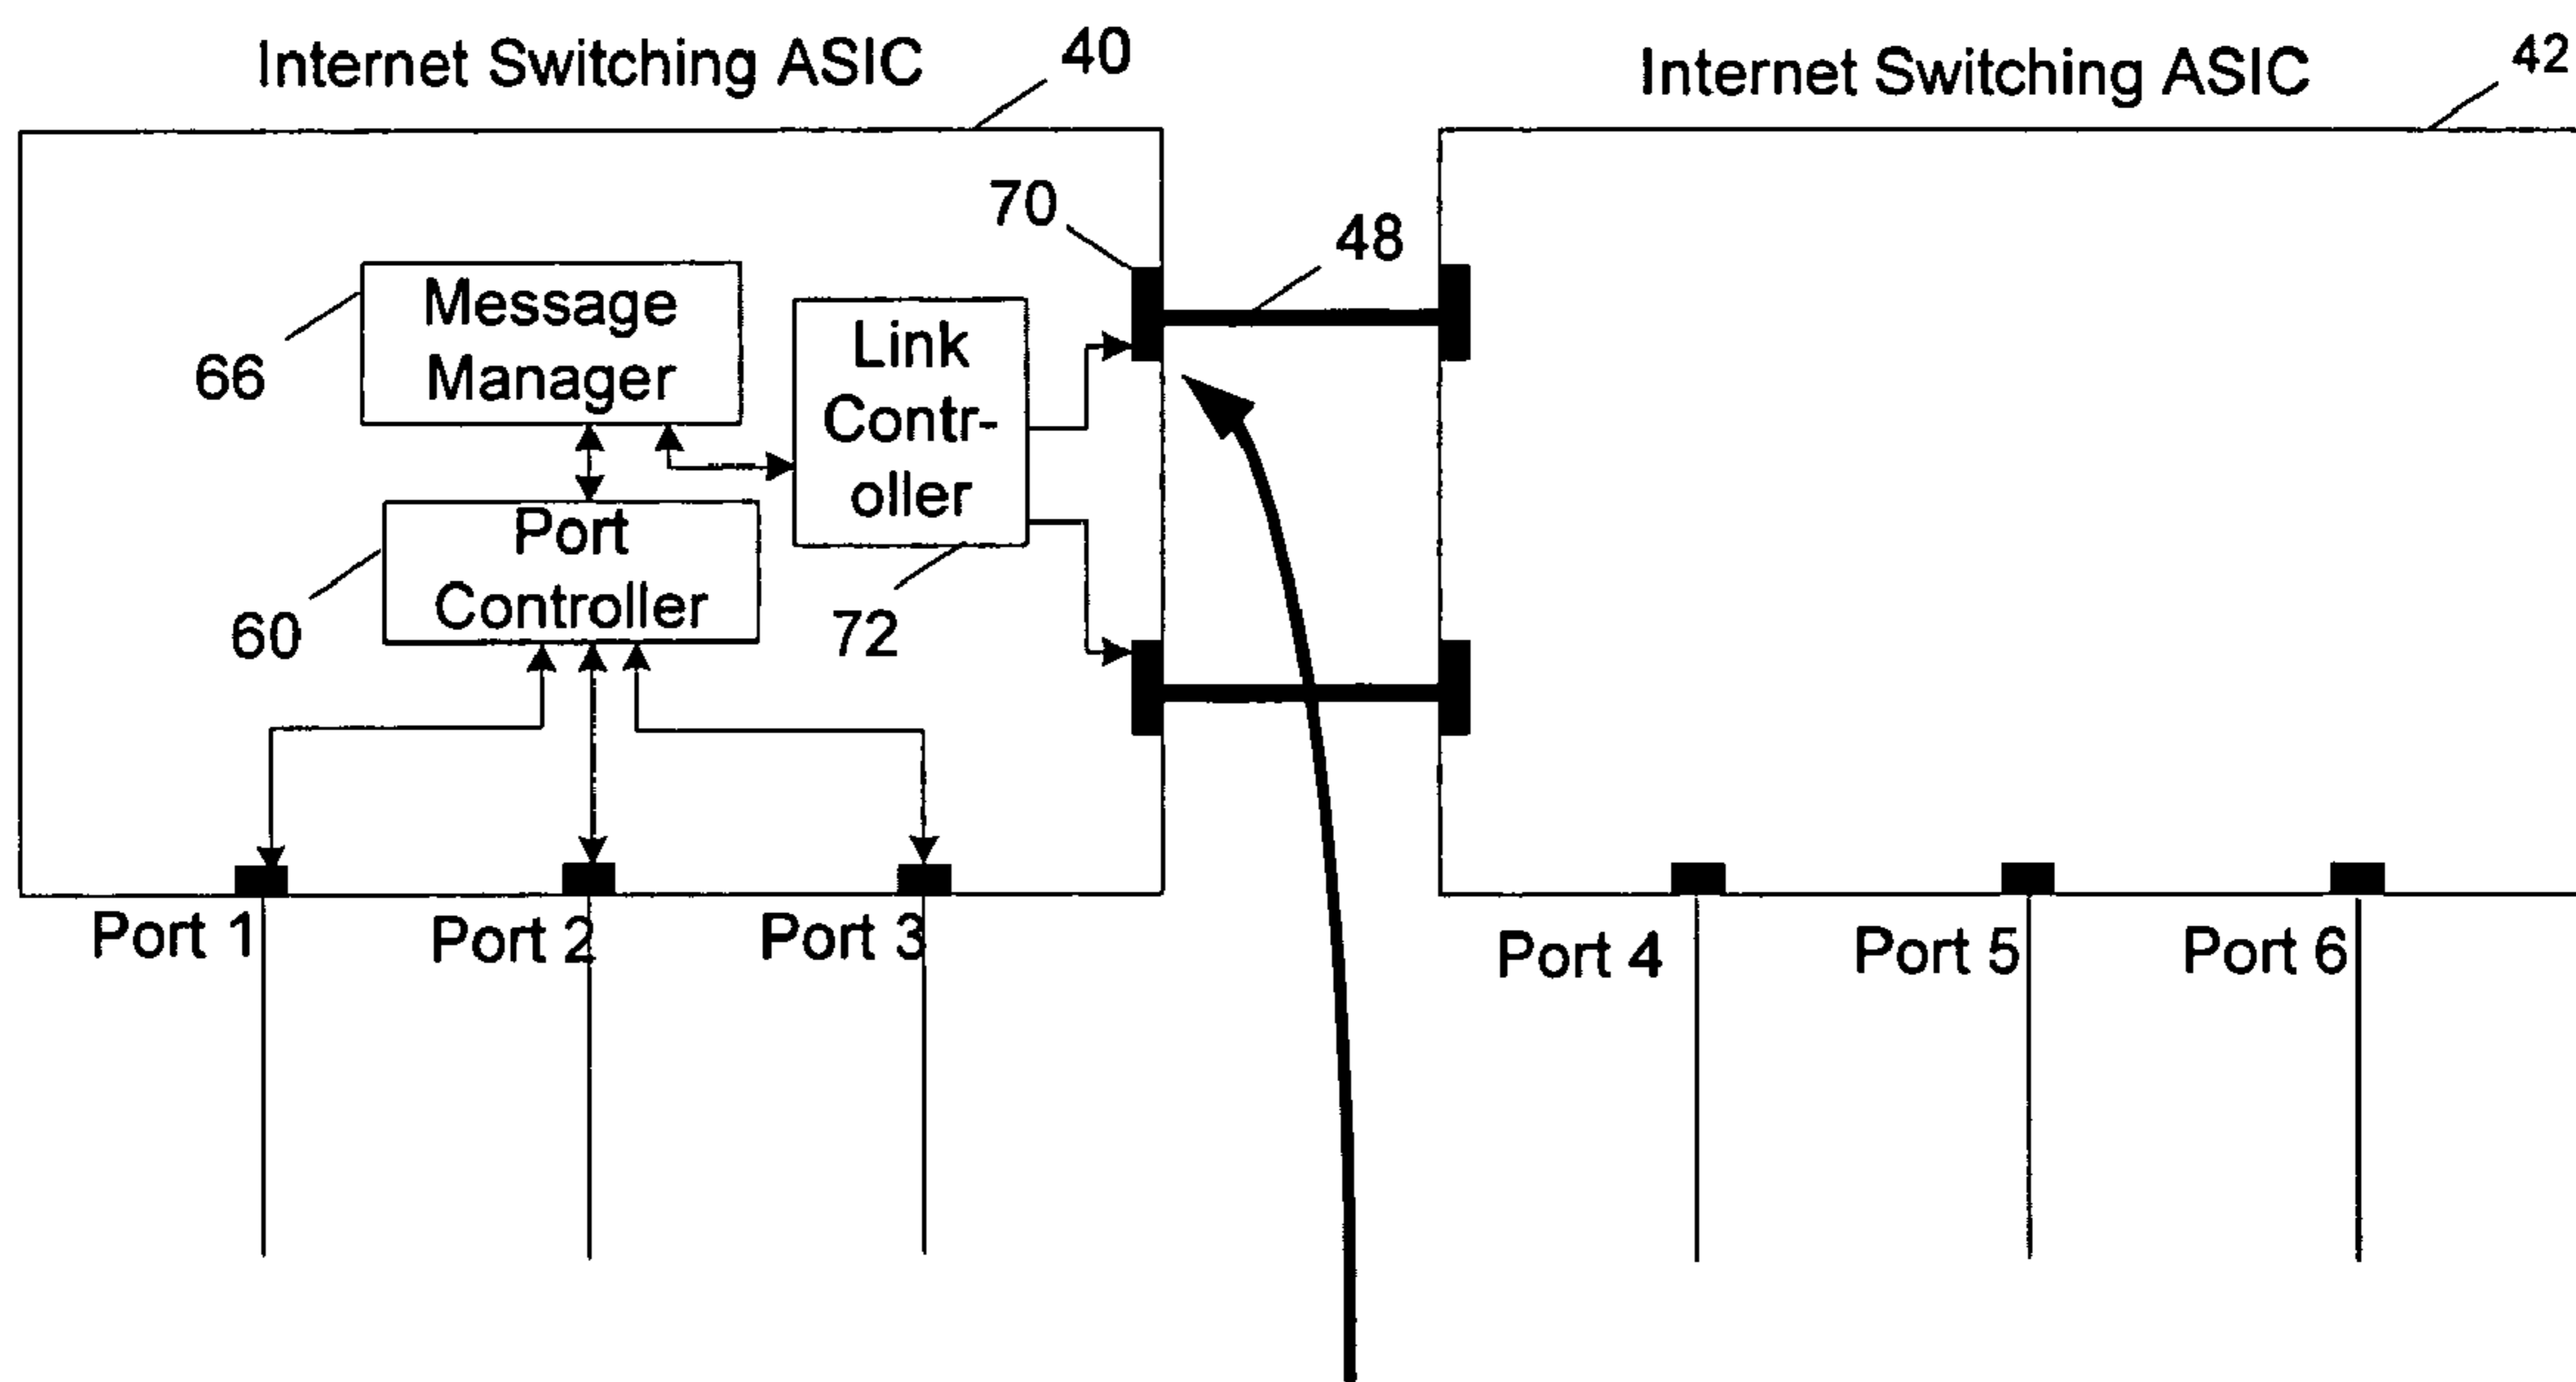 Internet Switching ASIC
40
Internet Switching ASIC
42
70
48
Message
Manager
66
Link
Contr-
oller
Port
Controller
60
72
Port 1
Port 2
Port 3
Port 4
Port 5
Port 6